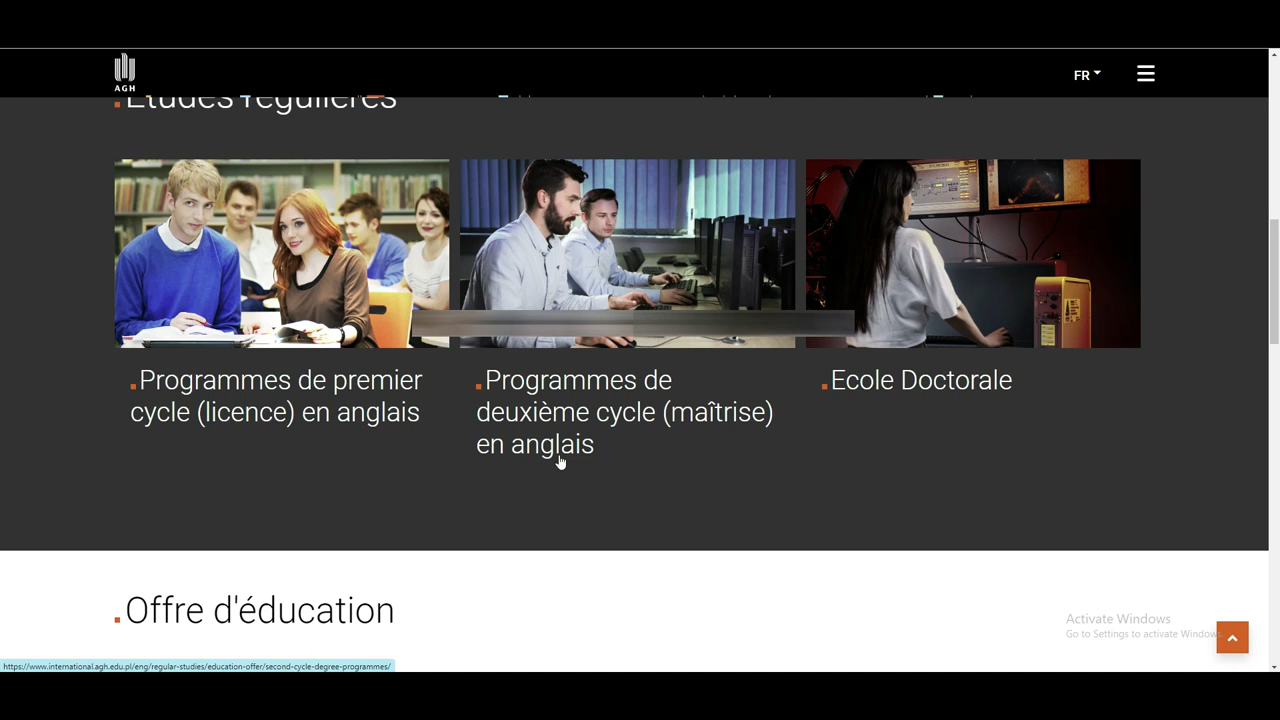 AGH
FR
Etudes régulières
Programmes de premier
cycle (licence) en anglais
Programmes de
deuxième cycle (maîtrise)
en anglais
Ecole Doctorale
Offre d'éducation
Activate Windows
Go to Settings to activate Windows.
https://www.international.agh.edu.pl/eng/regular-studies/education-offer/second-cycle-degree-programmes/